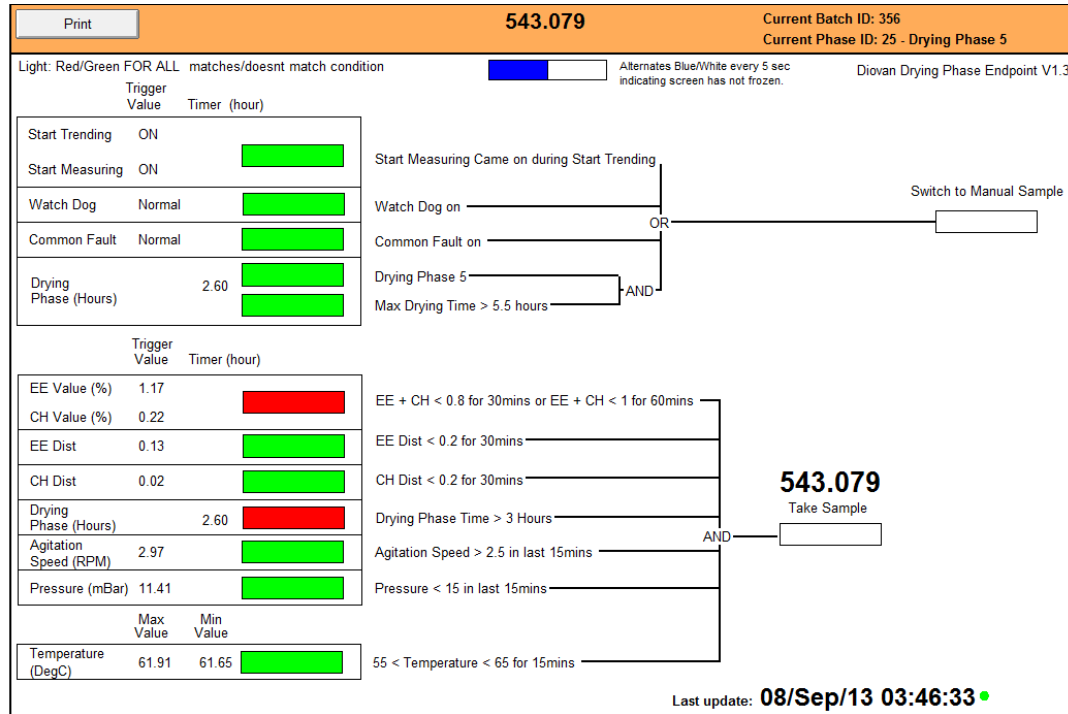 Print
543.079
Current Batch ID: 356
Current Phase ID: 25 - Drying Phase 5
Light: Red/Green FOR ALL matches/doesnt match condition
Alternates Blue/White every 5 sec
indicating screen has not frozen.
Diovan Drying Phase Endpoint V1.3
Trigger
Value Timer (hour)
Start Trending ON
Start Measuring ON
Start Measuring Came on during Start Trending
Switch to Manual Sample
Watch Dog Normal
Watch Dog on
OR
Common Fault Normal
Common Fault on
Drying
Phase (Hours) 2.60
Drying Phase 5
AND
Max Drying Time > 5.5 hours
Trigger
Value Timer (hour)
EE Value (%) 1.17
CH Value (%) 0.22
EE + CH < 0.8 for 30mins or EE + CH < 1 for 60mins
EE Dist 0.13
EE Dist < 0.2 for 30mins
CH Dist 0.02
CH Dist < 0.2 for 30mins
543.079
Take Sample
Drying
Phase (Hours) 2.60
Drying Phase Time > 3 Hours
AND
Agitation
Speed (RPM) 2.97
Agitation Speed > 2.5 in last 15mins
Pressure (mBar) 11.41
Pressure < 15 in last 15mins
Max
Value
Min
Value
Temperature
(DegC) 61.91 61.65
55 < Temperature < 65 for 15mins
Last update: 08/Sep/13 03:46:33